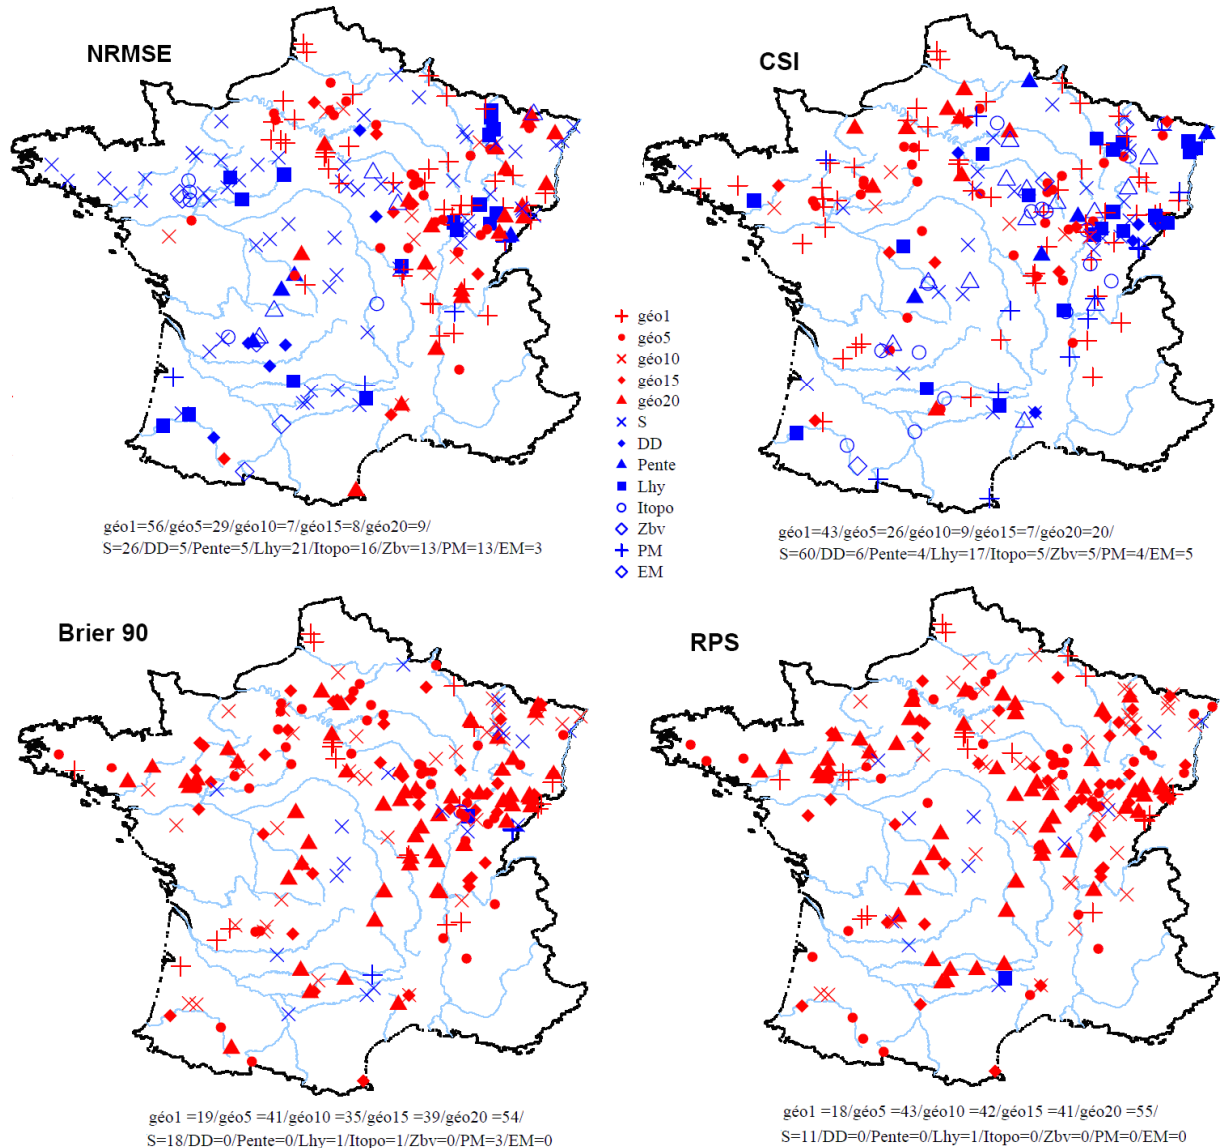 NRMSE
CSI
géo1
géo5
géo10
géo15
géo20
S
DD
Pente
Lhy
Itopo
Zbv
PM
EM
géo1=56/géo5=29/géo10=7/géo15=8/géo20=9/
S=26/DD=5/Pente=5/Lhy=21/Itopo=16/Zbv=13/PM=13/EM=3
géo1=43/géo5=26/géo10=9/géo15=7/géo20=20/
S=60/DD=6/Pente=4/Lhy=17/Itopo=5/Zbv=5/PM=4/EM=5
Brier 90
RPS
géo1 =19/géo5 =41/géo10 =35/géo15 =39/géo20 =54/
S=18/DD=0/Pente=0/Lhy=1/Itopo=1/Zbv=0/PM=3/EM=0
géo1 =18/géo5 =43/géo10 =42/géo15 =41/géo20 =55/
S=11/DD=0/Pente=0/Lhy=1/Itopo=0/Zbv=0/PM=0/EM=0